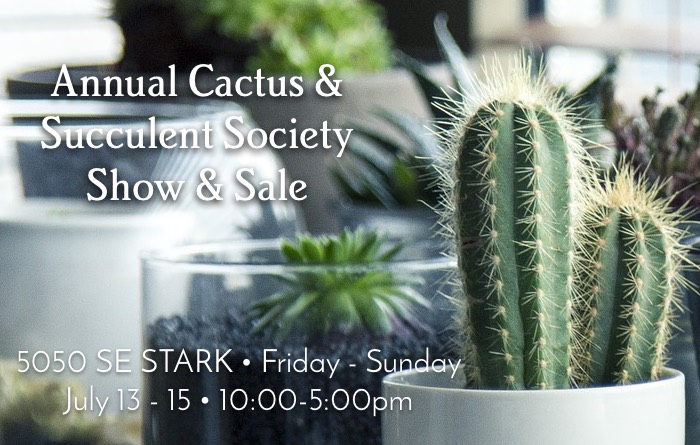 Annual Cactus &
Succulent Society
Show & Sale
5050 SE STARK • Friday - Sunday
July 13 - 15 • 10:00-5:00pm